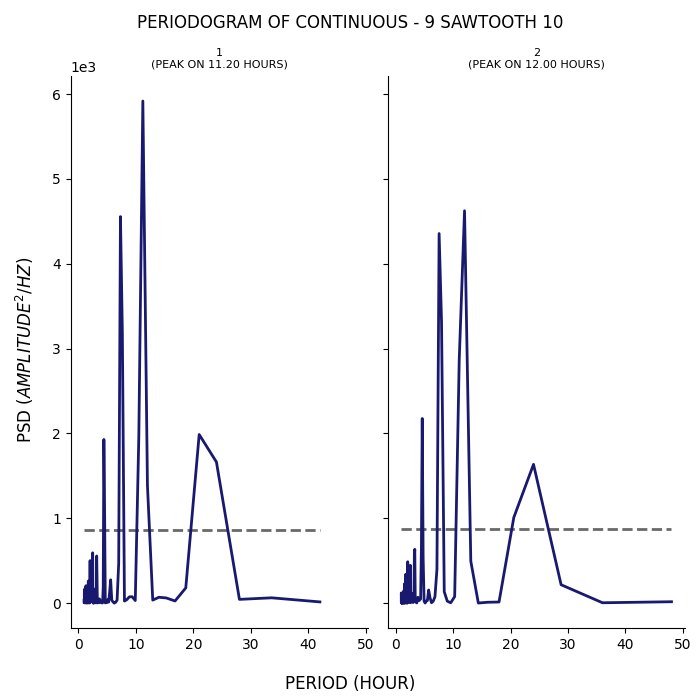 PERIODOGRAM OF CONTINUOUS - 9 SAWTOOTH 10
1
(PEAK ON 11.20 HOURS)
2
(PEAK ON 12.00 HOURS)
1e3
6
5
4
3
2
1
0
PSD (AMPLITUDE²/HZ)
0 10 20 30 40 50
0 10 20 30 40 50
PERIOD (HOUR)